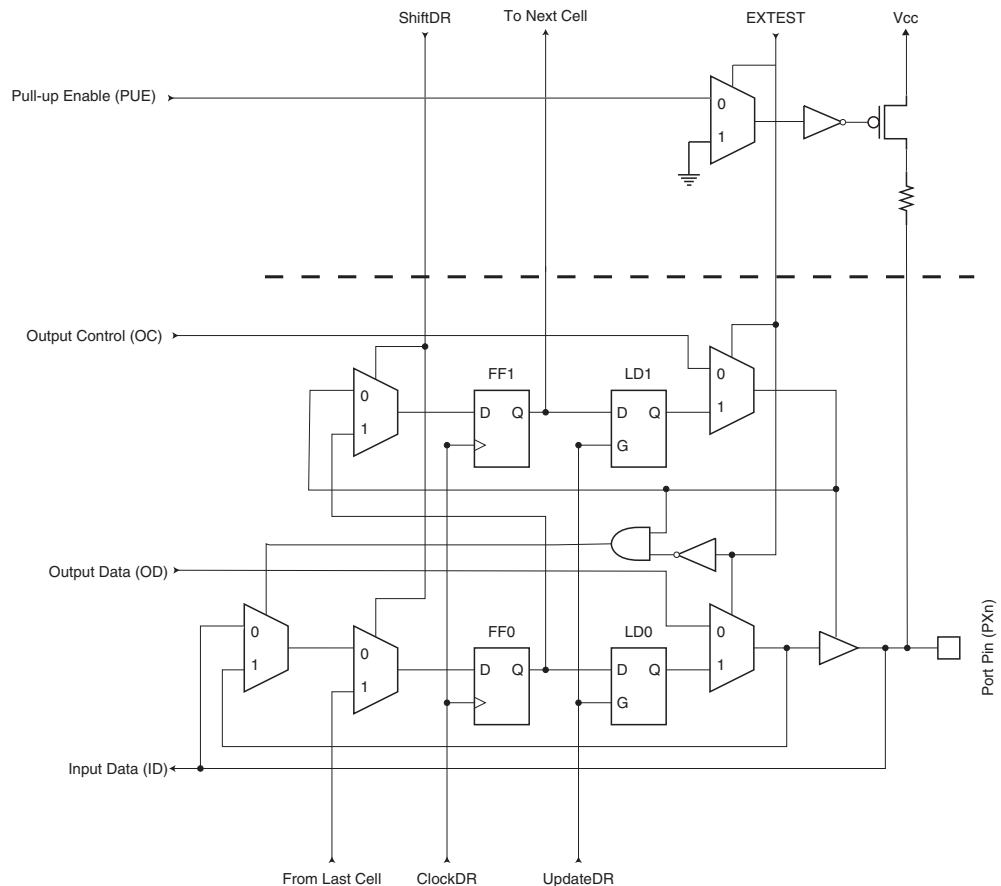 ShiftDR
To Next Cell
EXTEST
Vcc
Pull-up Enable (PUE)
0
1
Output Control (OC)
FF1
LD1
0
1
D Q
D Q
G
0
1
Output Data (OD)
FF0
LD0
0
1
0
1
D Q
D Q
G
0
1
Port Pin (PXn)
Input Data (ID)
From Last Cell
ClockDR
UpdateDR